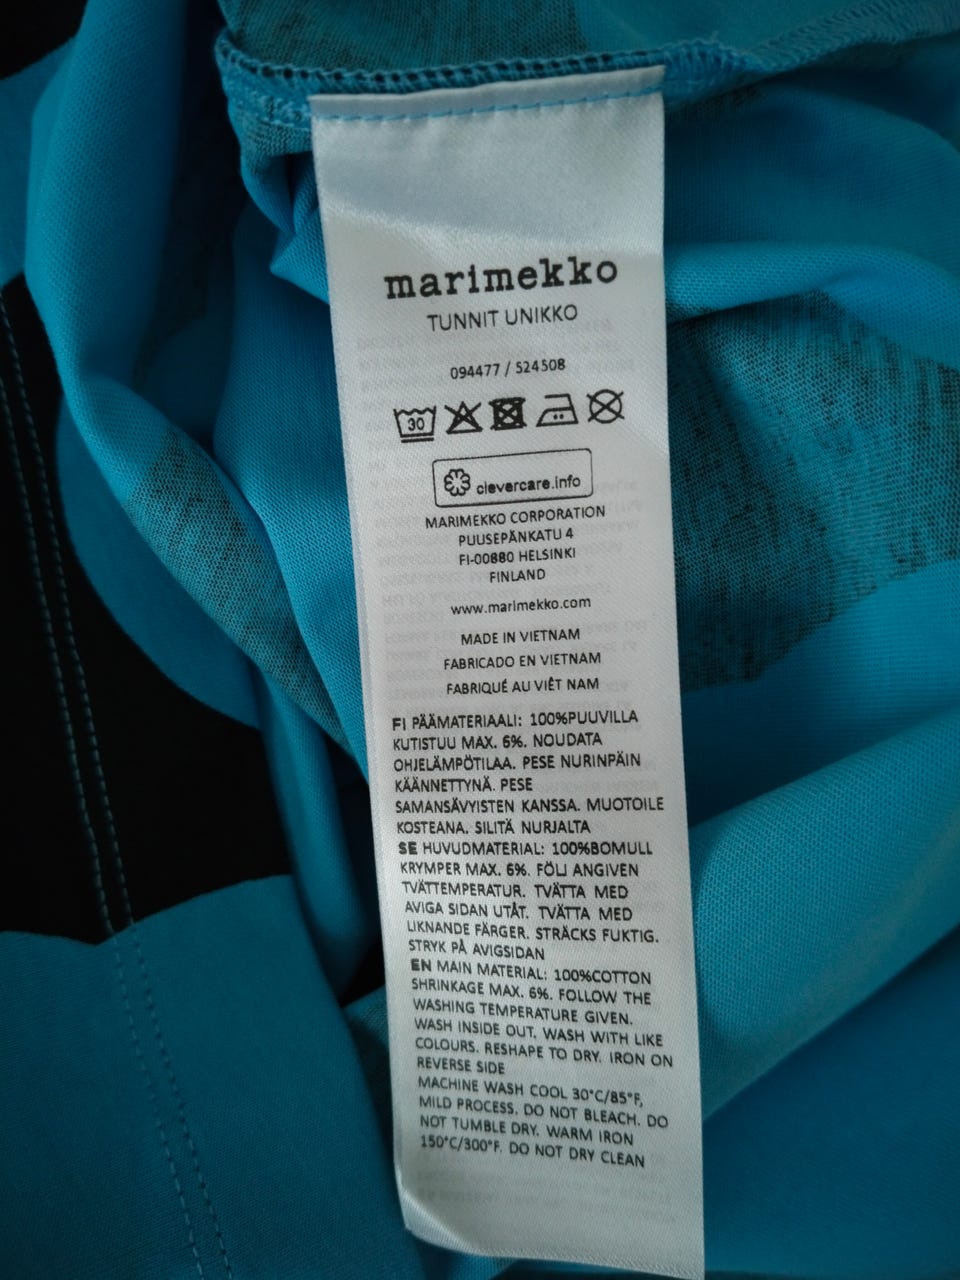 marimekko
TUNNIT UNIKKO
094477 / 524508
30
clevercare.info
MARIMEKKO CORPORATION
PUUSEPÄNKATU 4
FI-00880 HELSINKI
FINLAND
www.marimekko.com
MADE IN VIETNAM
FABRICADO EN VIETNAM
FABRIQUÉ AU VIÊT NAM
FI PÄÄMATERIAALI: 100%PUUVILLA
KUTISTUU MAX. 6%. NOUDATA
OHJELÄMPÖTILAA. PESE NURINPÄIN
KÄÄNNETTYNÄ. PESE
SAMANSÄVYISTEN KANSSA. MUOTOILE
KOSTEANA. SILITÄ NURJALTA
SE HUVUDMATERIAL: 100%BOMULL
KRYMPER MAX. 6%. FÖLJ ANGIVEN
TVÄTTEMPERATUR. TVÄTTA MED
AVIGA SIDAN UTÅT. TVÄTTA MED
LIKNANDE FÄRGER. STRÄCKS FUKTIG.
STRYK PÅ AVIGSIDAN
EN MAIN MATERIAL: 100%COTTON
SHRINKAGE MAX. 6%. FOLLOW THE
WASHING TEMPERATURE GIVEN.
WASH INSIDE OUT. WASH WITH LIKE
COLOURS. RESHAPE TO DRY. IRON ON
REVERSE SIDE
MACHINE WASH COOL 30°C/85°F,
MILD PROCESS. DO NOT BLEACH. DO
NOT TUMBLE DRY. WARM IRON
150°C/300°F. DO NOT DRY CLEAN